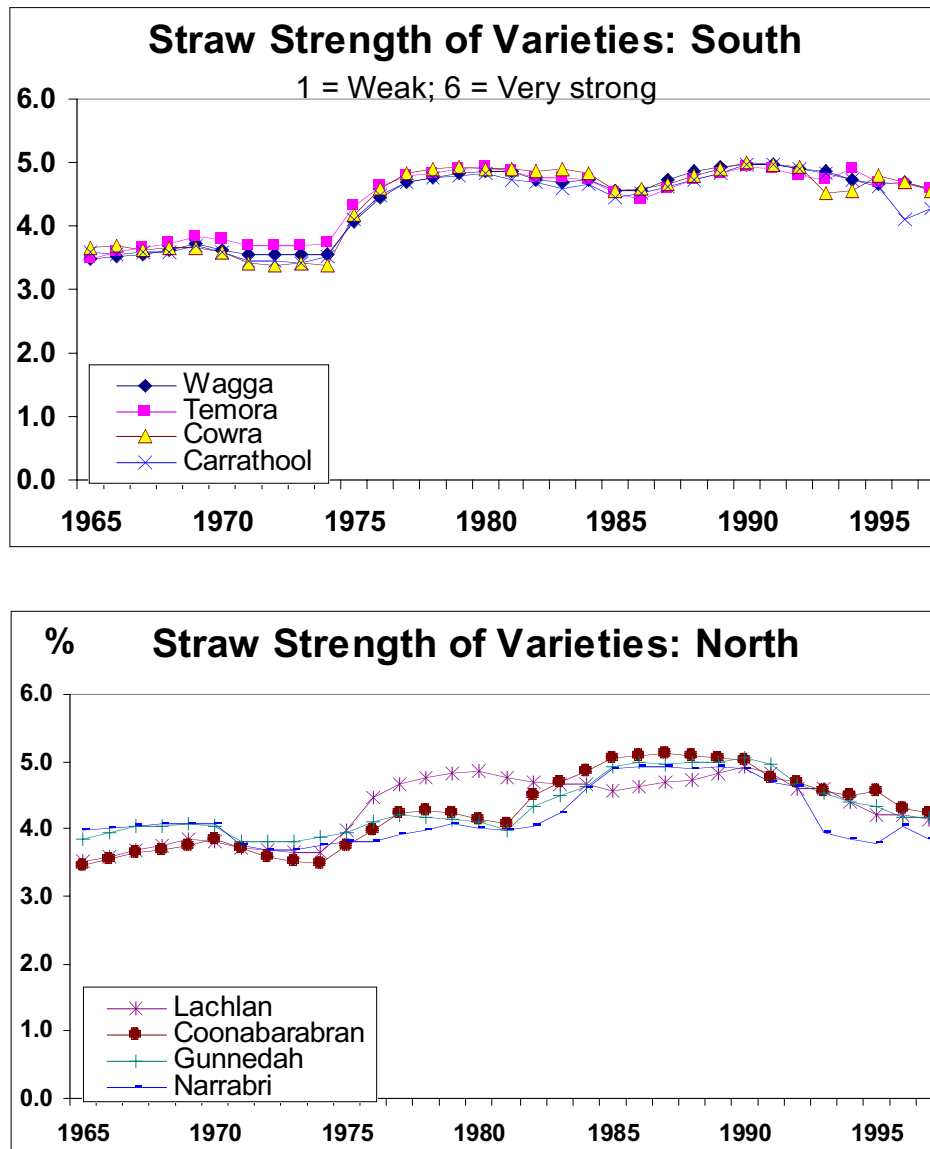 Straw Strength of Varieties: South
1 = Weak; 6 = Very strong
6.0
5.0
4.0
3.0
2.0
1.0
0.0
Wagga
Temora
Cowra
Carrathool
1965 1970 1975 1980 1985 1990 1995
% Straw Strength of Varieties: North
6.0
5.0
4.0
3.0
2.0
1.0
0.0
Lachlan
Coonabarabran
Gunnedah
Narrabri
1965 1970 1975 1980 1985 1990 1995